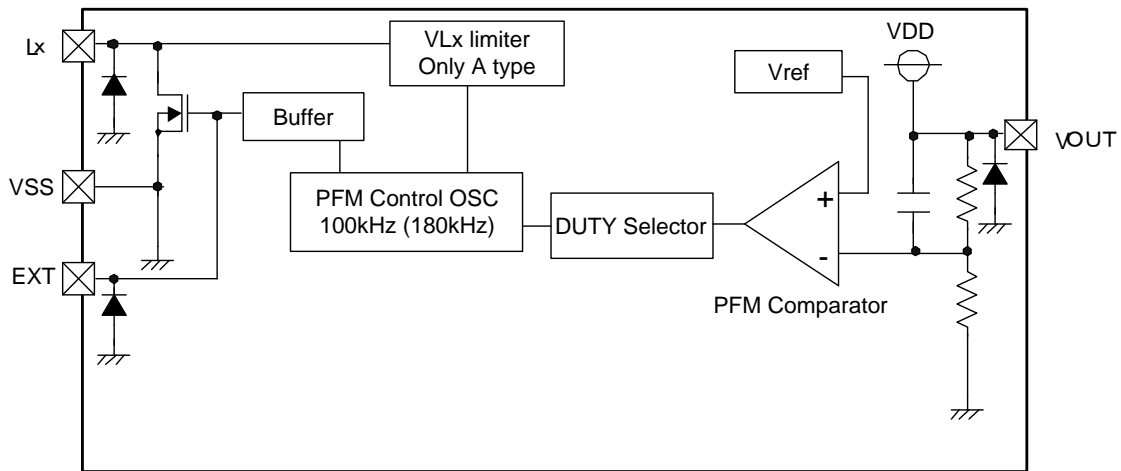 Lx
VLx limiter
Only A type
VDD
Vref
Buffer
VOUT
VSS
PFM Control OSC
100kHz (180kHz)
DUTY Selector
+
-
EXT
PFM Comparator